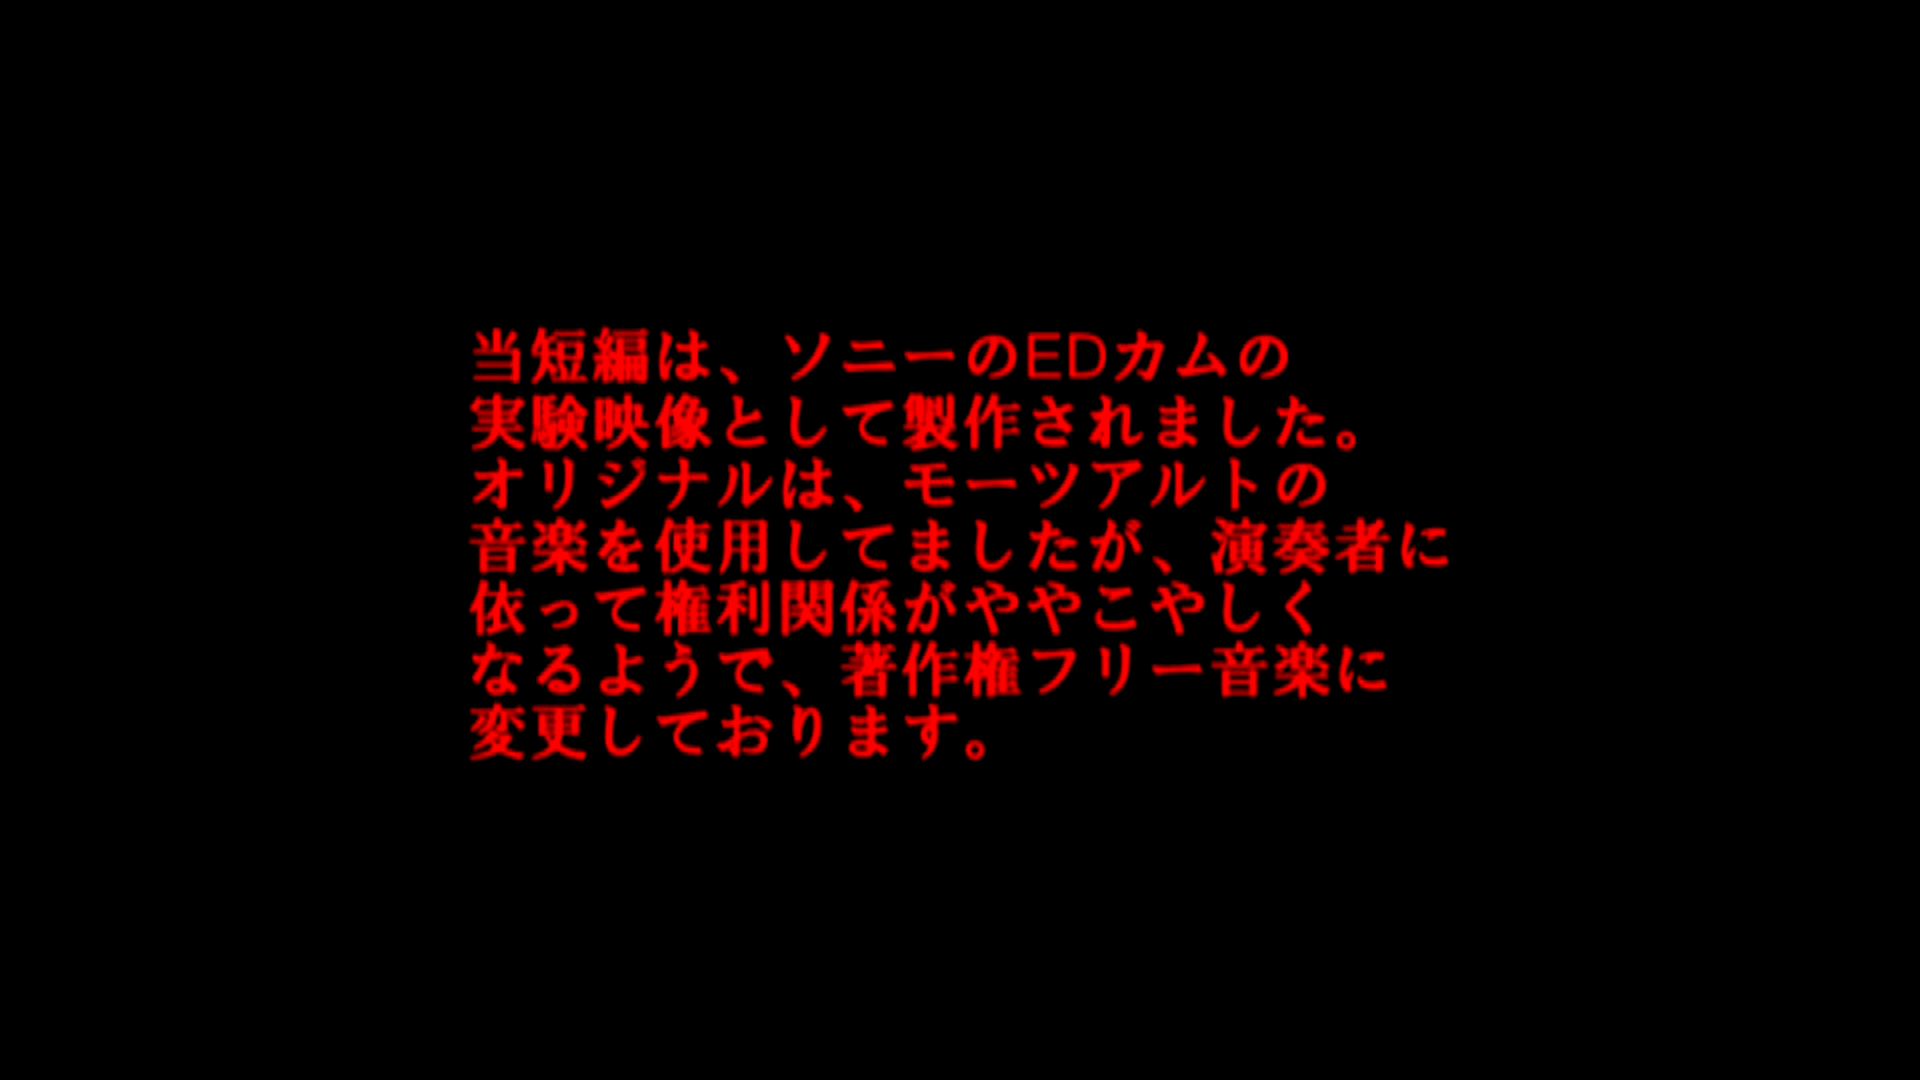 当短編は、ソニーのEDカムの
実験映像として製作されました。
オリジナルは、モーツアルトの
音楽を使用してましたが、演奏者に
依って権利関係がややこやしく
なるようで、著作権フリー音楽に
変更しております。